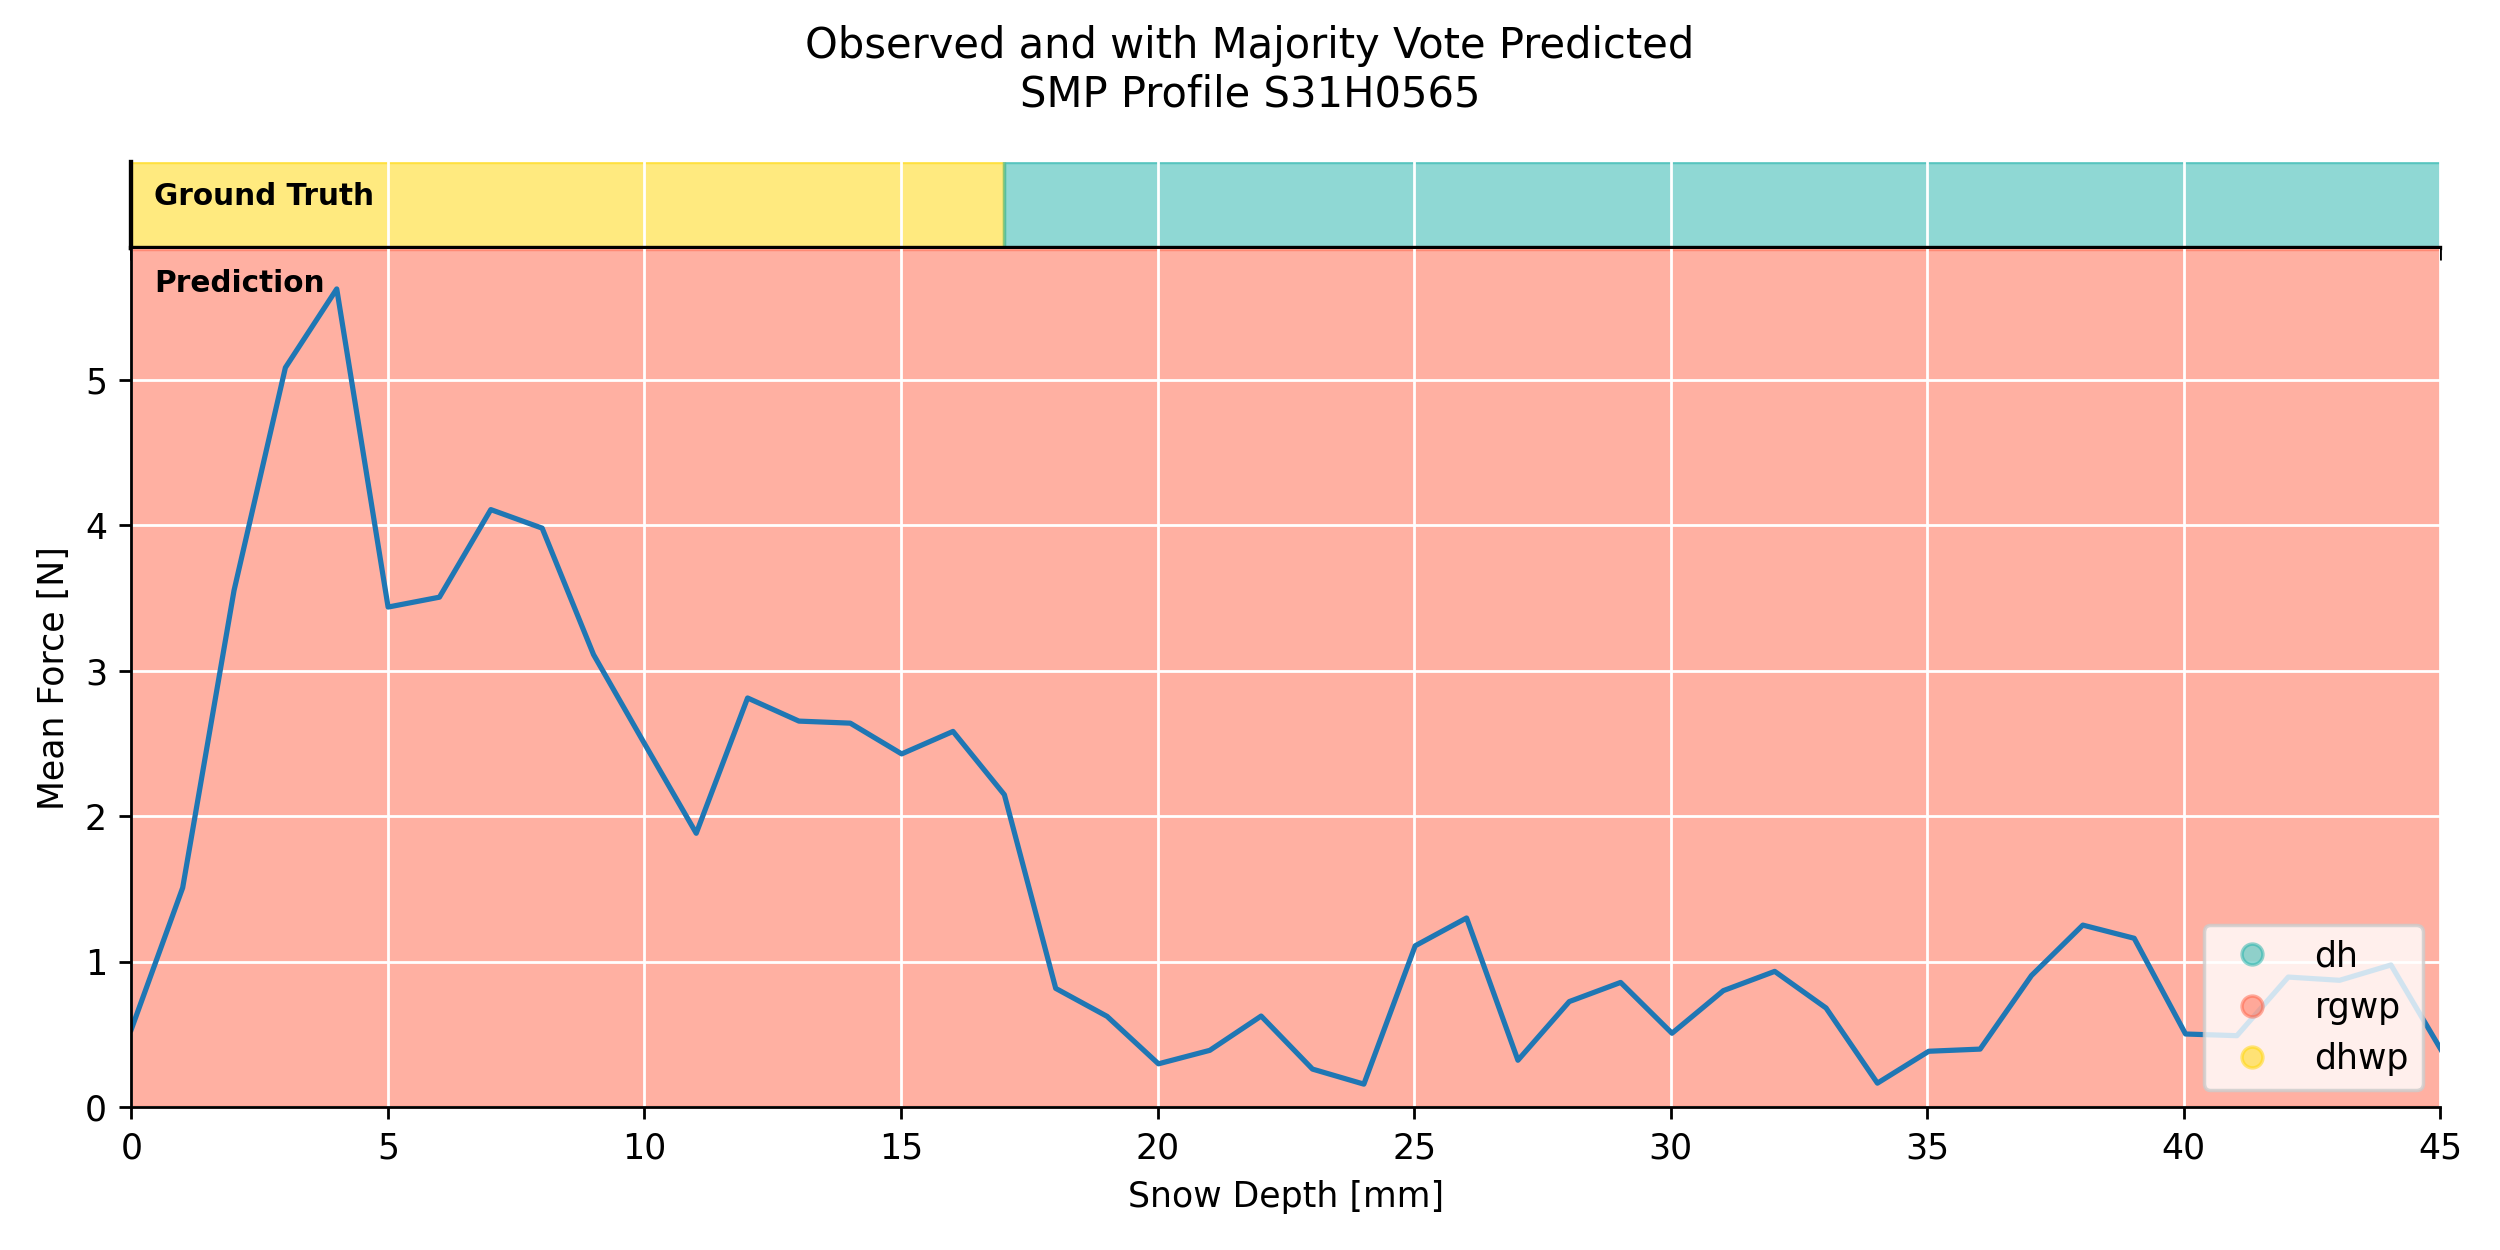 Observed and with Majority Vote Predicted
SMP Profile S31H0565
Ground Truth
Prediction
5
4
3
2
1
0
Mean Force [N]
dh
rgwp
dhwp
0 5 10 15 20 25 30 35 40 45
Snow Depth [mm]